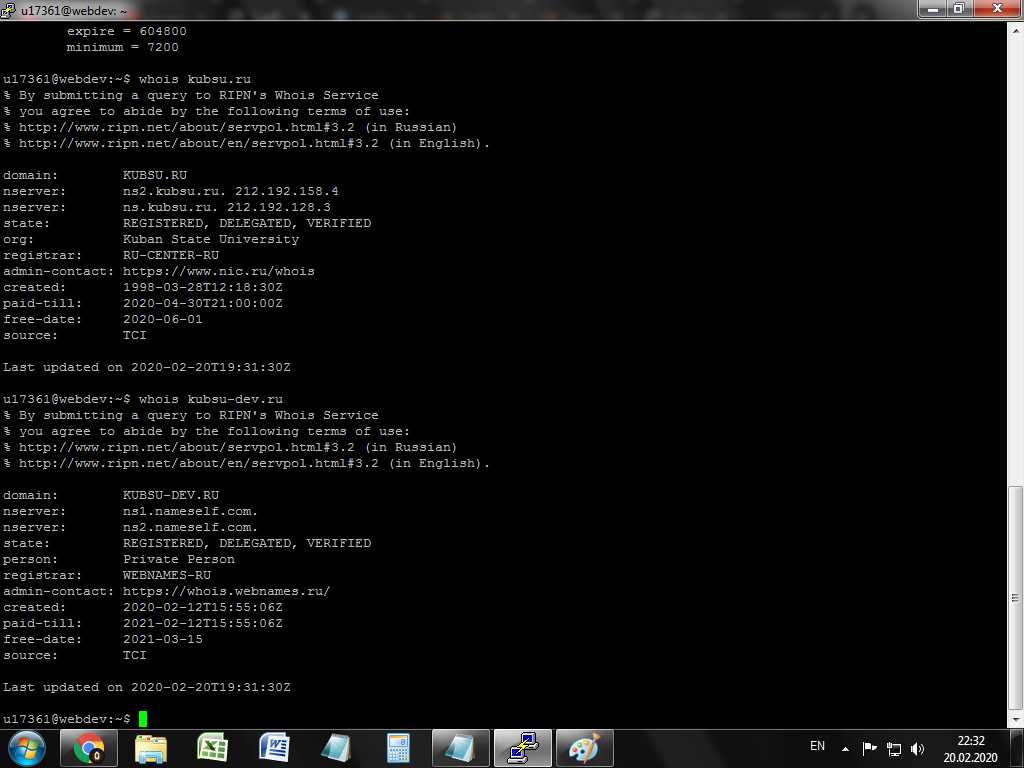 u17361@webdev: ~
expire = 604800
minimum = 7200
u17361@webdev:~$ whois kubsu.ru
% By submitting a query to RIPN's Whois Service
% you agree to abide by the following terms of use:
% http://www.ripn.net/about/servpol.html#3.2 (in Russian)
% http://www.ripn.net/about/en/servpol.html#3.2 (in English).
domain: KUBSU.RU
nserver: ns2.kubsu.ru. 212.192.158.4
nserver: ns.kubsu.ru. 212.192.128.3
state: REGISTERED, DELEGATED, VERIFIED
org: Kuban State University
registrar: RU-CENTER-RU
admin-contact: https://www.nic.ru/whois
created: 1998-03-28T12:18:30Z
paid-till: 2020-04-30T21:00:00Z
free-date: 2020-06-01
source: TCI
Last updated on 2020-02-20T19:31:30Z
u17361@webdev:~$ whois kubsu-dev.ru
% By submitting a query to RIPN's Whois Service
% you agree to abide by the following terms of use:
% http://www.ripn.net/about/servpol.html#3.2 (in Russian)
% http://www.ripn.net/about/en/servpol.html#3.2 (in English).
domain: KUBSU-DEV.RU
nserver: ns1.nameself.com.
nserver: ns2.nameself.com.
state: REGISTERED, DELEGATED, VERIFIED
person: Private Person
registrar: WEBNAMES-RU
admin-contact: https://whois.webnames.ru/
created: 2020-02-12T15:55:06Z
paid-till: 2021-02-12T15:55:06Z
free-date: 2021-03-15
source: TCI
Last updated on 2020-02-20T19:31:30Z
u17361@webdev:~$
EN
22:32
20.02.2020